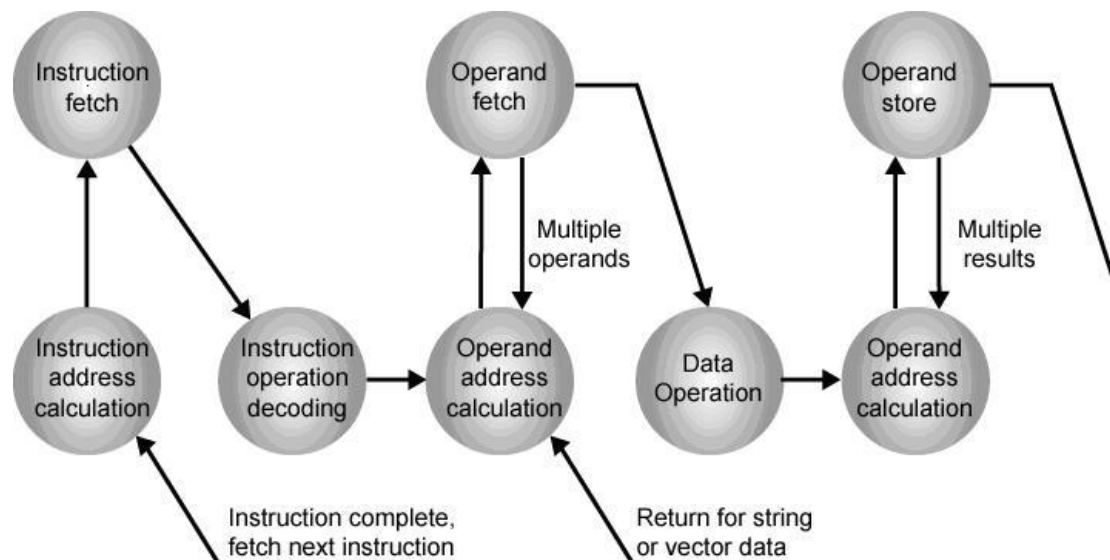 Instruction
fetch
Operand
fetch
Operand
store
Multiple
operands
Multiple
results
Instruction
address
calculation
Instruction
operation
decoding
Operand
address
calculation
Data
Operation
Operand
address
calculation
Instruction complete,
fetch next instruction
Return for string
or vector data